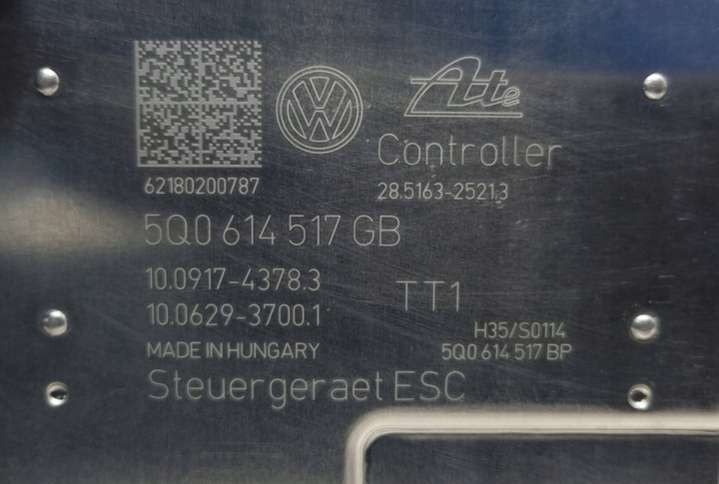 VW
Ate
Controller
62180200787
28.5163-2521.3
5Q0 614 517 GB
10.0917-4378.3
TT1
10.0629-3700.1
H35/S0114
MADE IN HUNGARY
5Q0 614 517 BP
Steuergeraet ESC